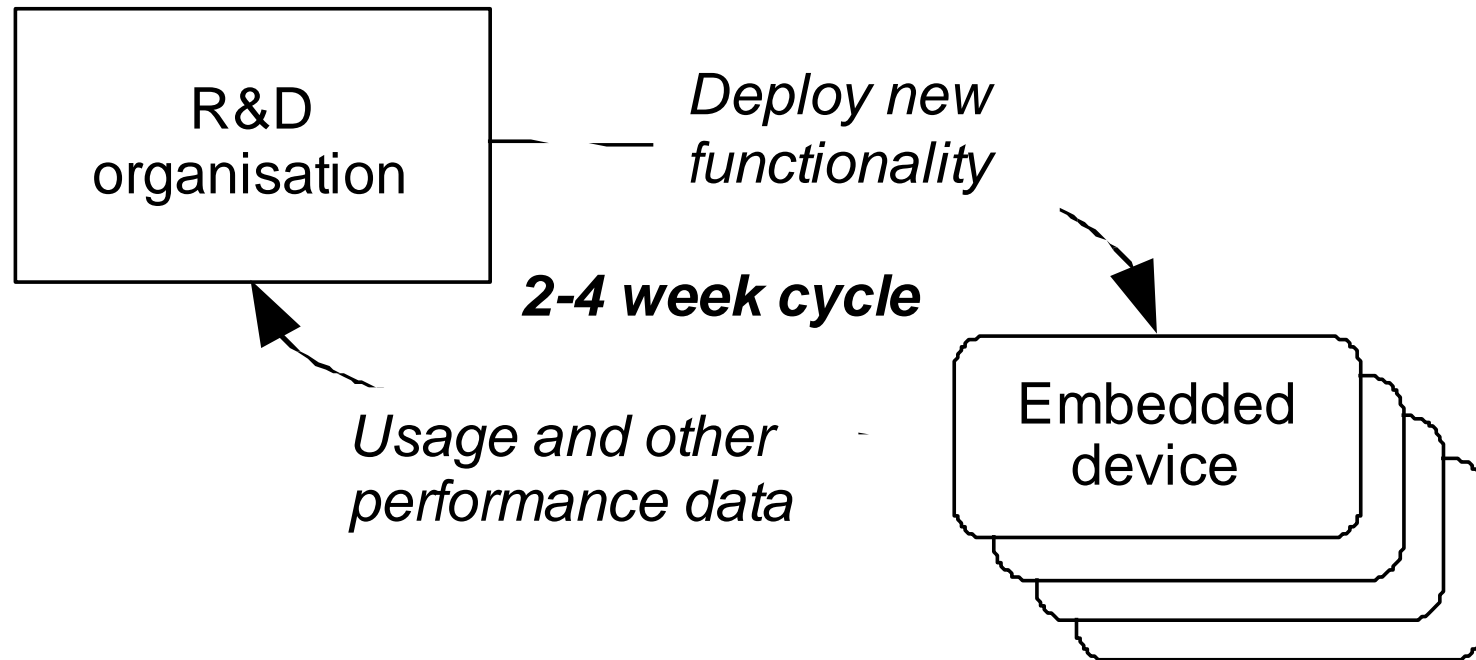 R&D
organisation
Deploy new
functionality
2-4 week cycle
Embedded
device
Usage and other
performance data